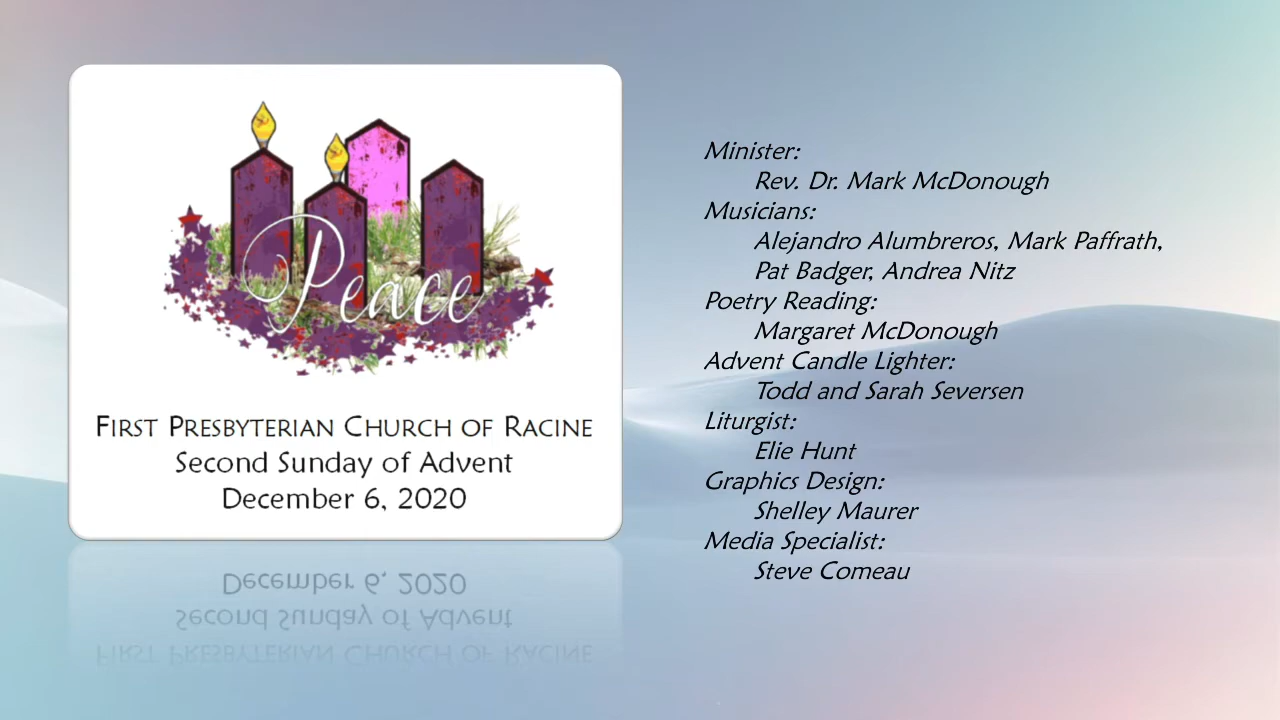 Peace
First Presbyterian Church of Racine
Second Sunday of Advent
December 6, 2020
Minister:
Rev. Dr. Mark McDonough
Musicians:
Alejandro Alumbreros, Mark Paffrath,
Pat Badger, Andrea Nitz
Poetry Reading:
Margaret McDonough
Advent Candle Lighter:
Todd and Sarah Seversen
Liturgist:
Elie Hunt
Graphics Design:
Shelley Maurer
Media Specialist:
Steve Comeau